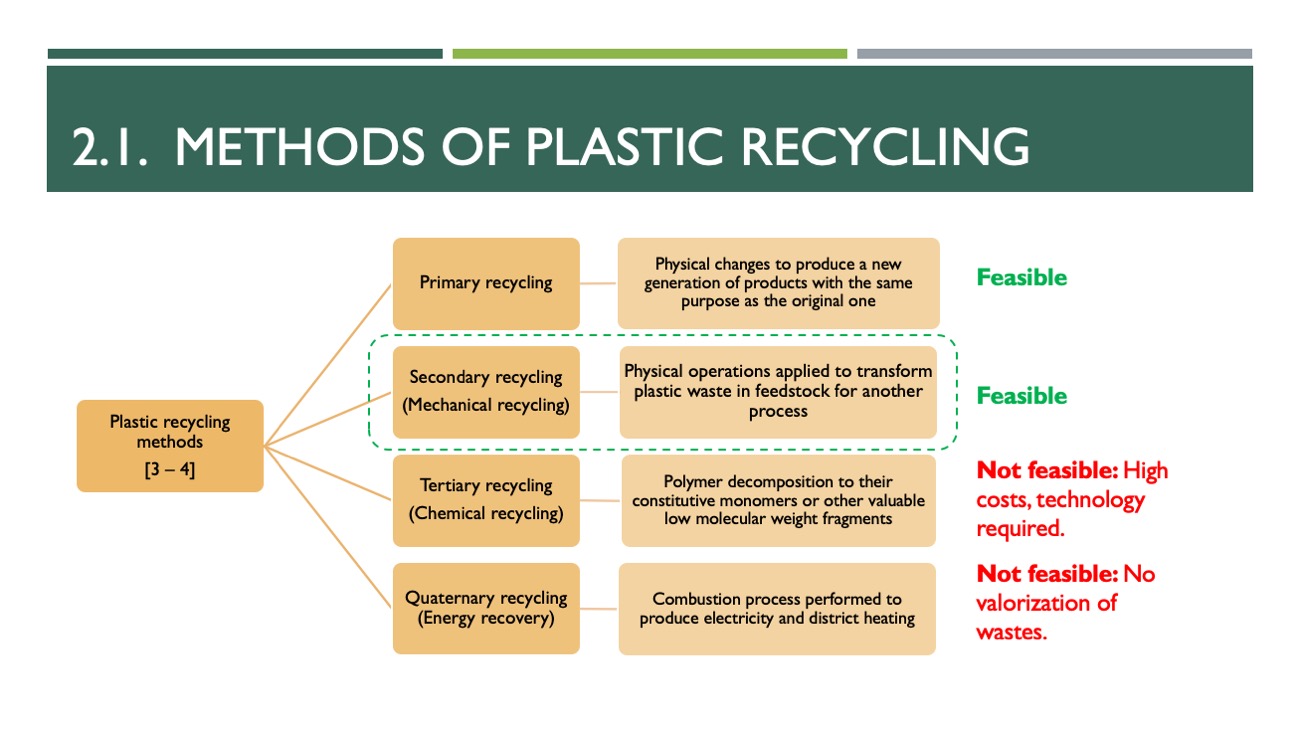 2.1. METHODS OF PLASTIC RECYCLING
Plastic recycling
methods
[3 – 4]
Primary recycling
Physical changes to produce a new
generation of products with the same
purpose as the original one
Feasible
Secondary recycling
(Mechanical recycling)
Physical operations applied to transform
plastic waste in feedstock for another
process
Feasible
Tertiary recycling
(Chemical recycling)
Polymer decomposition to their
constitutive monomers or other valuable
low molecular weight fragments
Not feasible: High
costs, technology
required.
Quaternary recycling
(Energy recovery)
Combustion process performed to
produce electricity and district heating
Not feasible: No
valorization of
wastes.